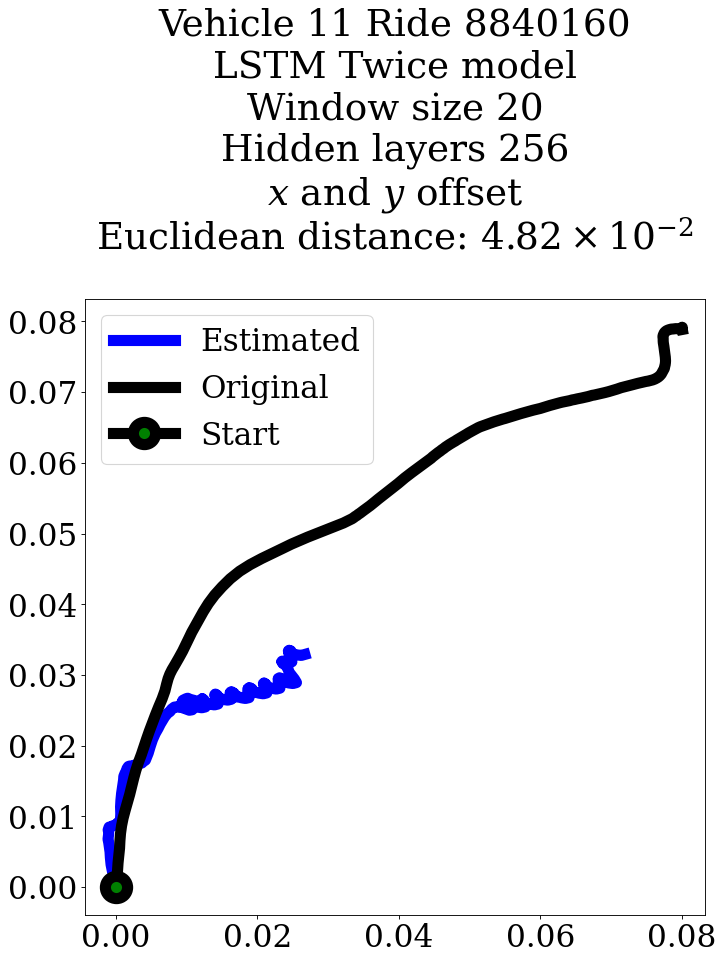 Vehicle 11 Ride 8840160
LSTM Twice model
Window size 20
Hidden layers 256
x and y offset
Euclidean distance: 4.82 × 10⁻²
Estimated
Original
Start
0.08
0.07
0.06
0.05
0.04
0.03
0.02
0.01
0.00
0.00 0.02 0.04 0.06 0.08